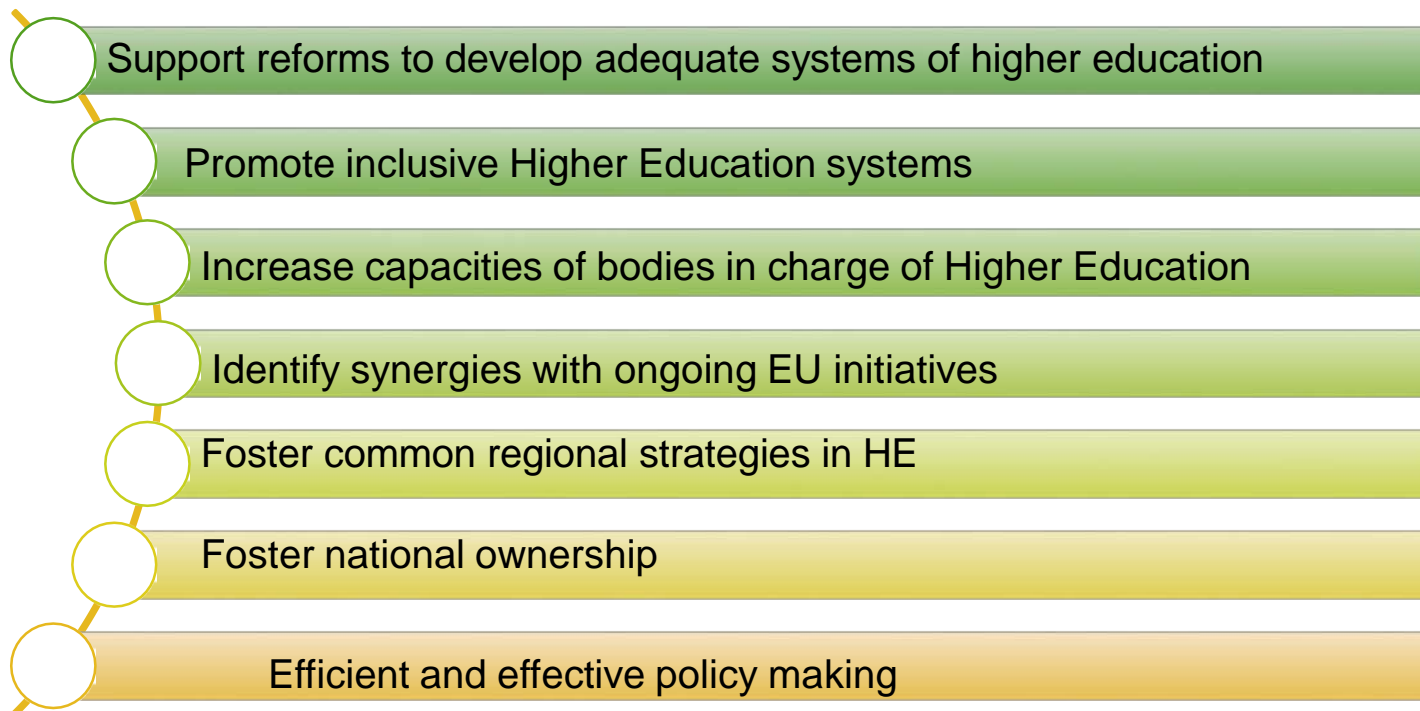 Support reforms to develop adequate systems of higher education
Promote inclusive Higher Education systems
Increase capacities of bodies in charge of Higher Education
Identify synergies with ongoing EU initiatives
Foster common regional strategies in HE
Foster national ownership
Efficient and effective policy making